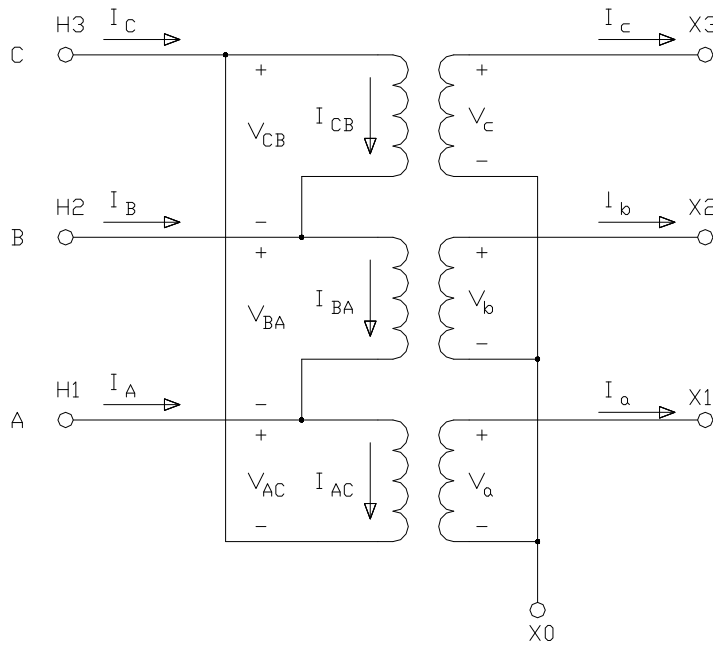 H3 I C I c X3
C
+ +
I CB
V CB V c
-
H2 I B - I b X2
B
+ +
I BA
V BA V b
-
H1 I A - I a X1
A
+ +
V AC I AC V a
- -
X0